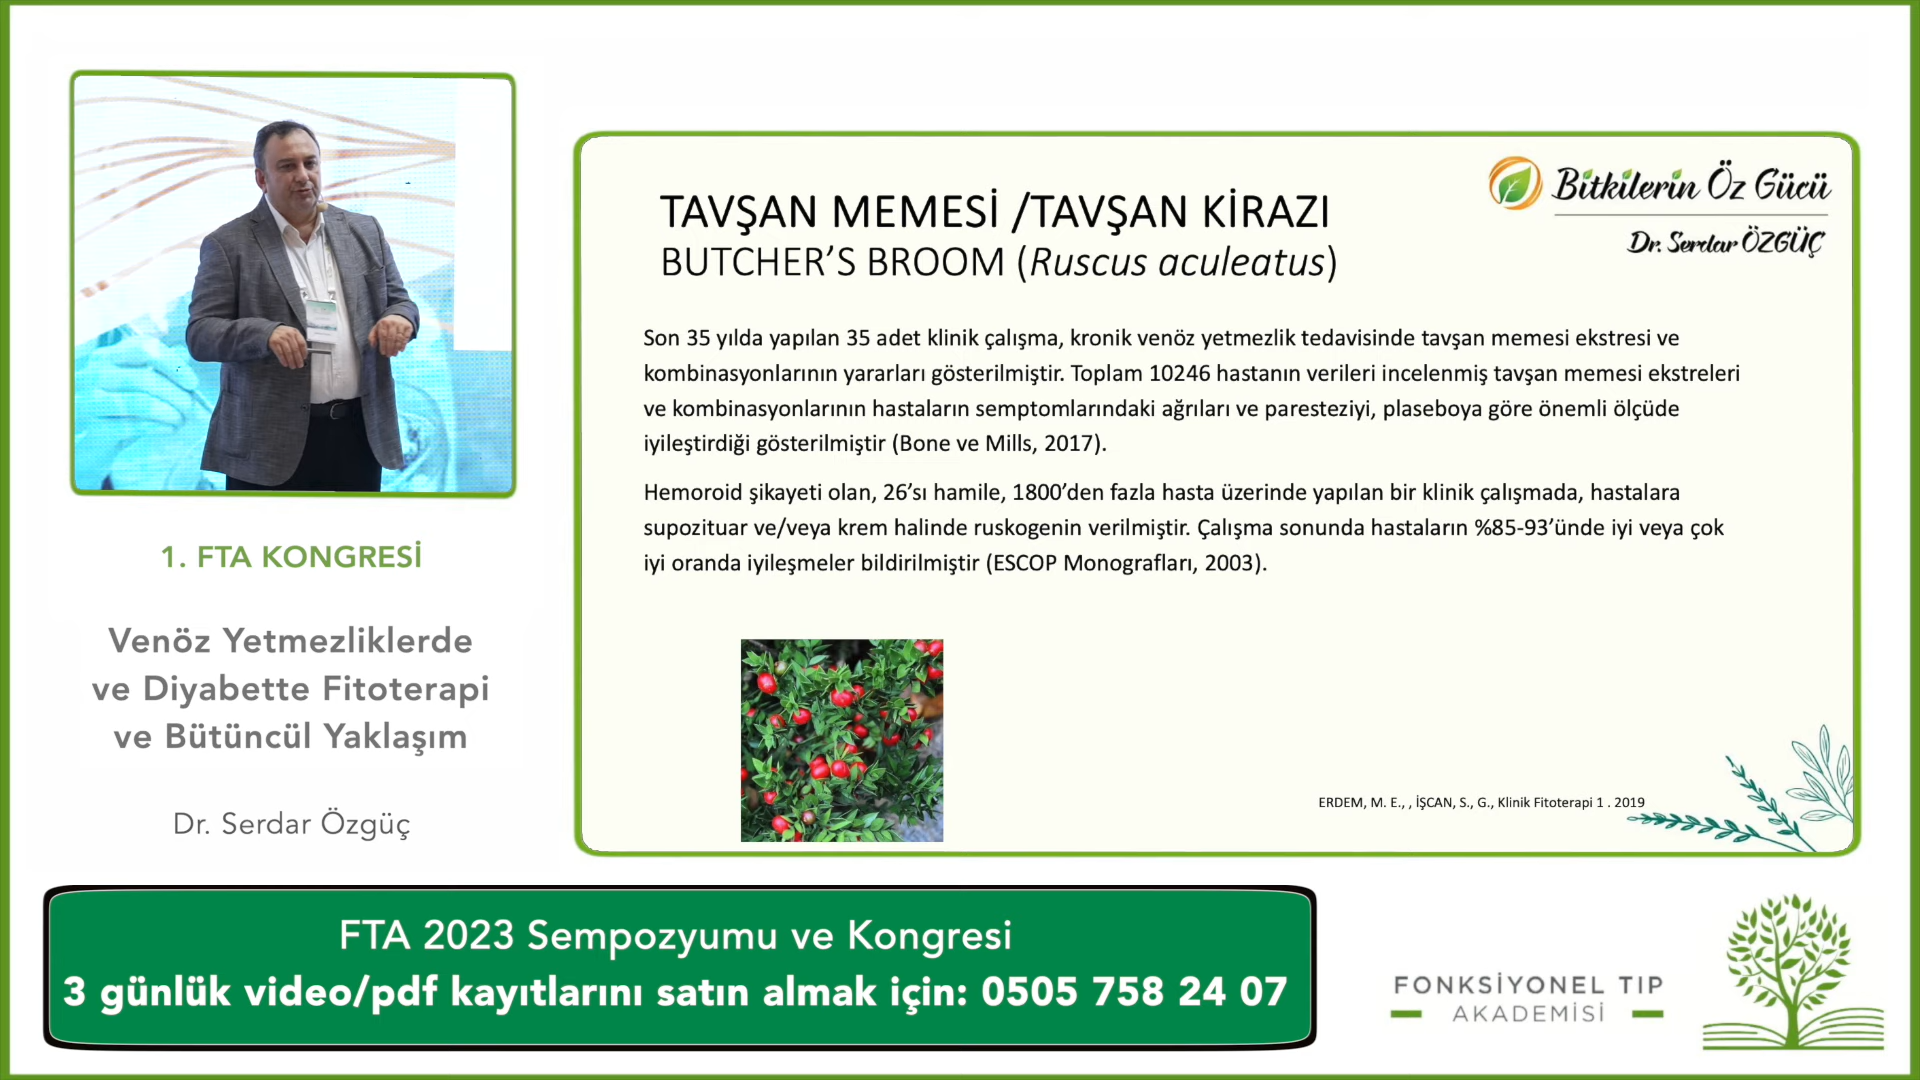 1. FTA KONGRESİ
Venöz Yetmezliklerde
ve Diyabette Fitoterapi
ve Bütüncül Yaklaşım
Dr. Serdar Özgüç
Bitkilerin Öz Gücü
Dr. Serdar ÖZGÜÇ
TAVŞAN MEMESİ /TAVŞAN KİRAZI
BUTCHER’S BROOM (Ruscus aculeatus)
Son 35 yılda yapılan 35 adet klinik çalışma, kronik venöz yetmezlik tedavisinde tavşan memesi ekstresi ve
kombinasyonlarının yararları gösterilmiştir. Toplam 10246 hastanın verileri incelenmiş tavşan memesi ekstreleri
ve kombinasyonlarının hastaların semptomlarındaki ağrıları ve paresteziyi, plaseboya göre önemli ölçüde
iyileştirdiği gösterilmiştir (Bone ve Mills, 2017).
Hemoroid şikayeti olan, 26’sı hamile, 1800’den fazla hasta üzerinde yapılan bir klinik çalışmada, hastalara
supozituar ve/veya krem halinde ruskogenin verilmiştir. Çalışma sonunda hastaların %85-93’ünde iyi veya çok
iyi oranda iyileşmeler bildirilmiştir (ESCOP Monografları, 2003).
ERDEM, M. E., , İŞCAN, S., G., Klinik Fitoterapi 1 . 2019
FTA 2023 Sempozyumu ve Kongresi
3 günlük video/pdf kayıtlarını satın almak için: 0505 758 24 07
FONKSİYONEL TIP
AKADEMİSİ